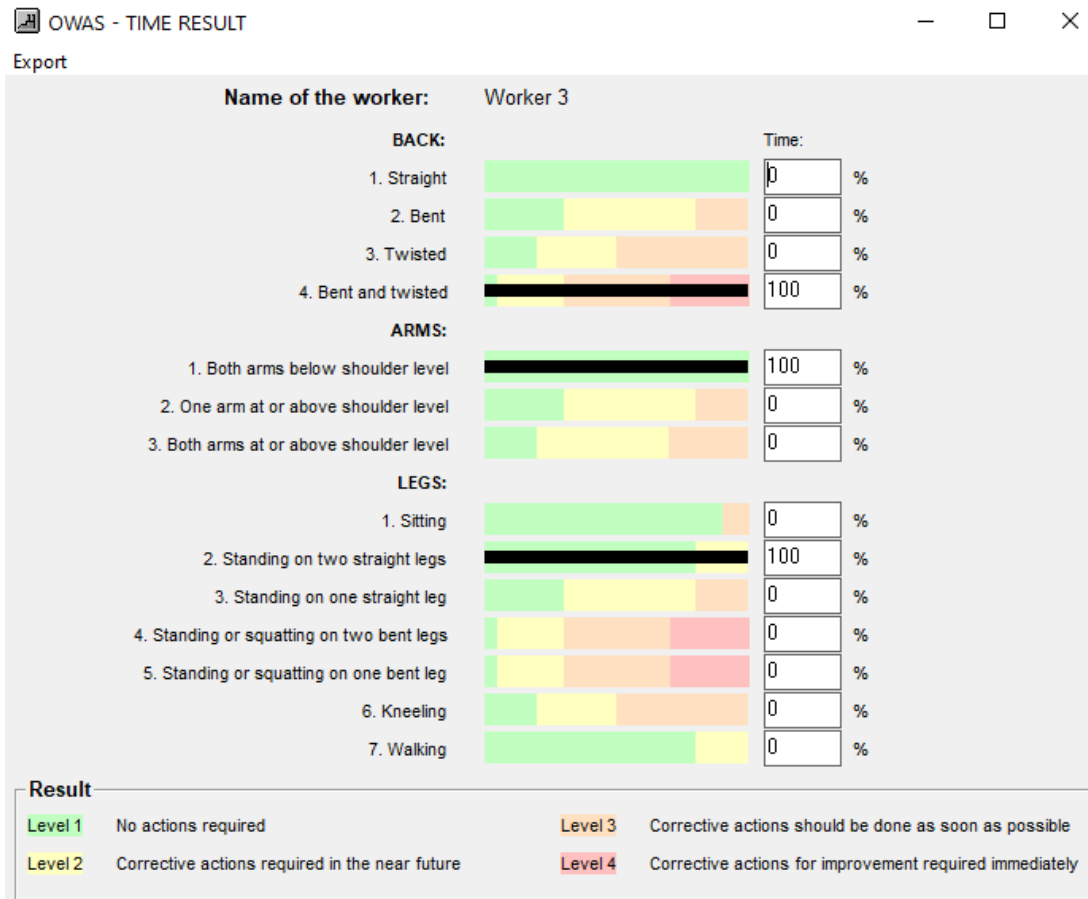 OWAS - TIME RESULT
Export
Name of the worker: Worker 3
BACK: Time:
1. Straight 0 %
2. Bent 0 %
3. Twisted 0 %
4. Bent and twisted 100 %
ARMS:
1. Both arms below shoulder level 100 %
2. One arm at or above shoulder level 0 %
3. Both arms at or above shoulder level 0 %
LEGS:
1. Sitting 0 %
2. Standing on two straight legs 100 %
3. Standing on one straight leg 0 %
4. Standing or squatting on two bent legs 0 %
5. Standing or squatting on one bent leg 0 %
6. Kneeling 0 %
7. Walking 0 %
Result
Level 1 No actions required Level 3 Corrective actions should be done as soon as possible
Level 2 Corrective actions required in the near future Level 4 Corrective actions for improvement required immediately